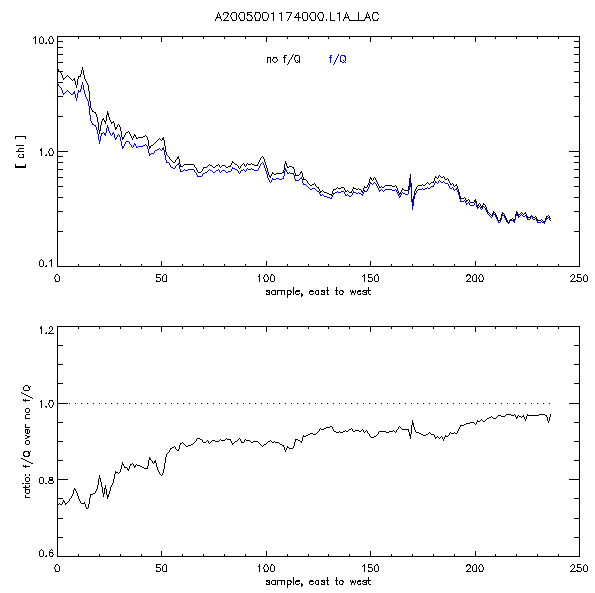 A2005001174000.L1A_LAC
10.0
no f/Q f/Q
[ chl ]
1.0
0.1
0 50 100 150 200 250
sample, east to west
1.2
1.0
ratio: f/Q over no f/Q
0.8
0.6
0 50 100 150 200 250
sample, east to west